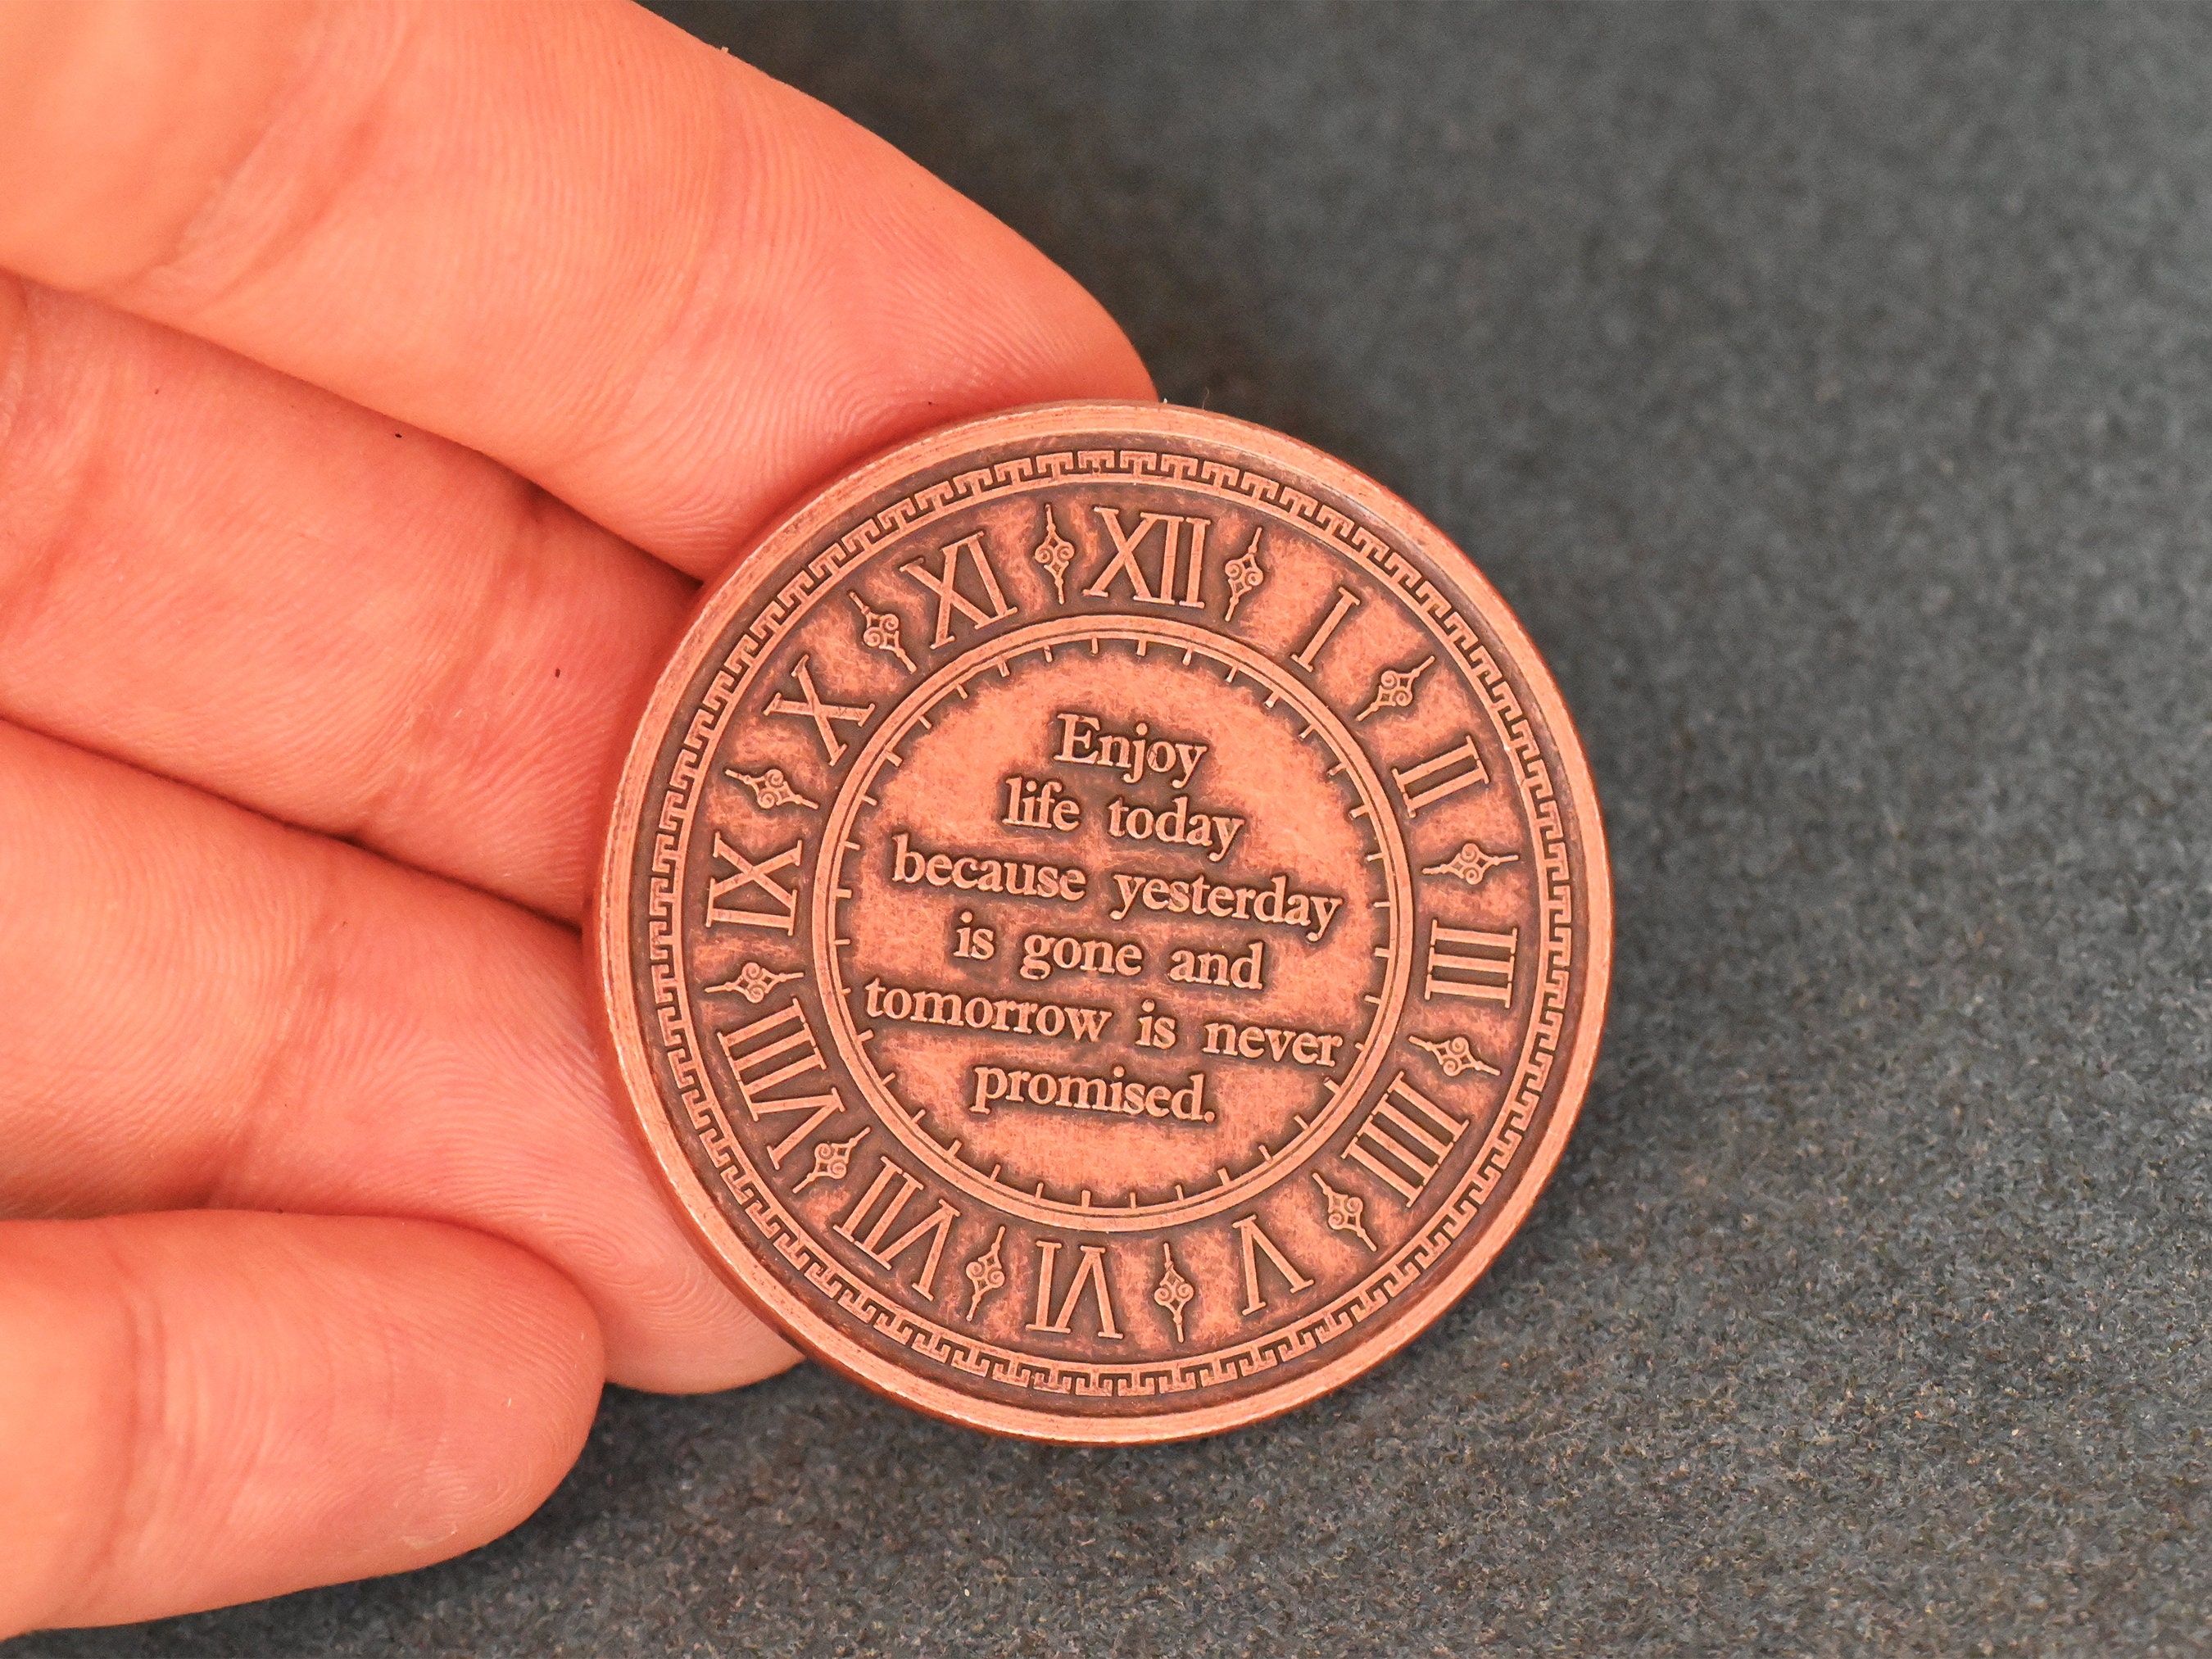 Enjoy
life today
because yesterday
is gone and
tomorrow is never
promised.
XII
I
II
III
IIII
V
VI
VII
VIII
IX
X
XI